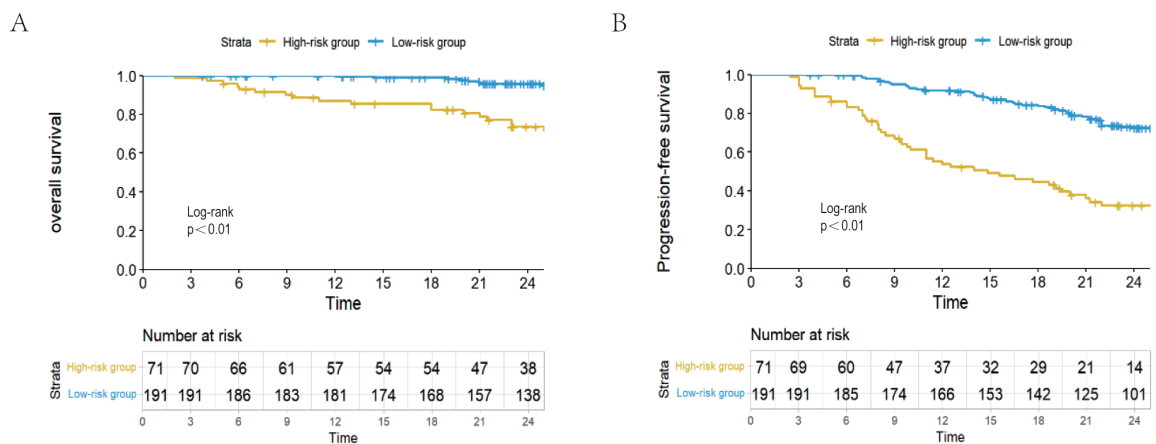 A
Strata High-risk group Low-risk group
1.0
0.8
0.6
0.4
0.2
0.0
overall survival
Log-rank
p<0.01
0 3 6 9 12 15 18 21 24
Time
Number at risk
Strata
High-risk group 71 70 66 61 57 54 54 47 38
Low-risk group 191 191 186 183 181 174 168 157 138
0 3 6 9 12 15 18 21 24
Time
B
Strata High-risk group Low-risk group
1.0
0.8
0.6
0.4
0.2
0.0
Progression-free survival
Log-rank
p<0.01
0 3 6 9 12 15 18 21 24
Time
Number at risk
Strata
High-risk group 71 69 60 47 37 32 29 21 14
Low-risk group 191 191 185 174 166 153 142 125 101
0 3 6 9 12 15 18 21 24
Time